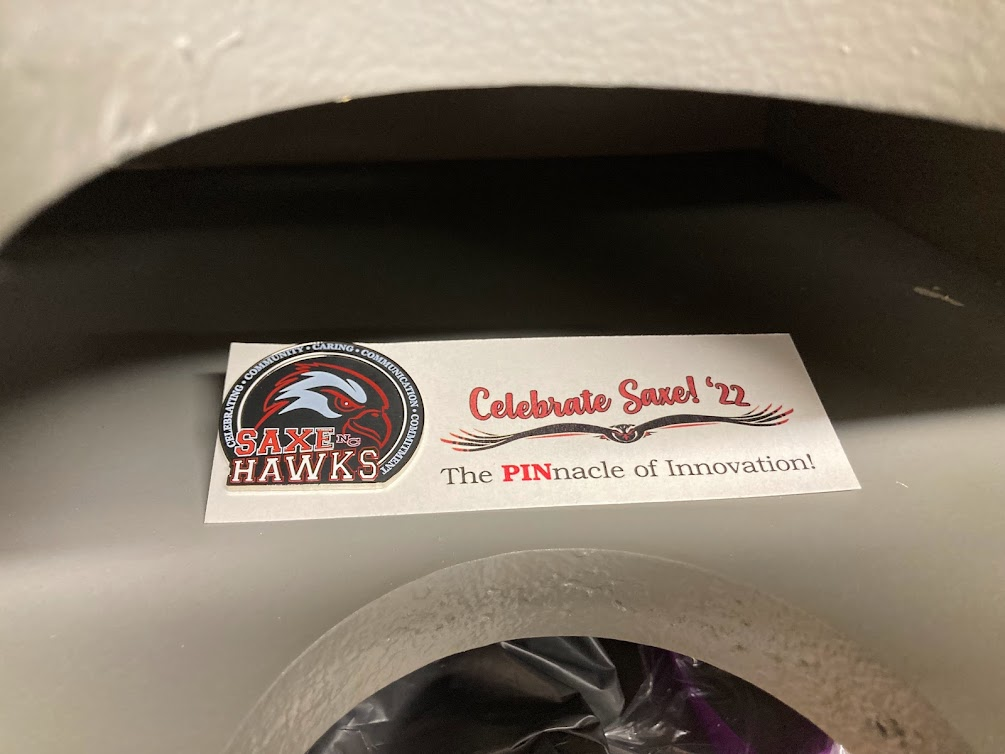 CELEBRATING • COMMUNITY • CARING • COMMUNICATION • COMMITMENT
SAXE NC
HAWKS
Celebrate Saxe! ‘22
The PINnacle of Innovation!